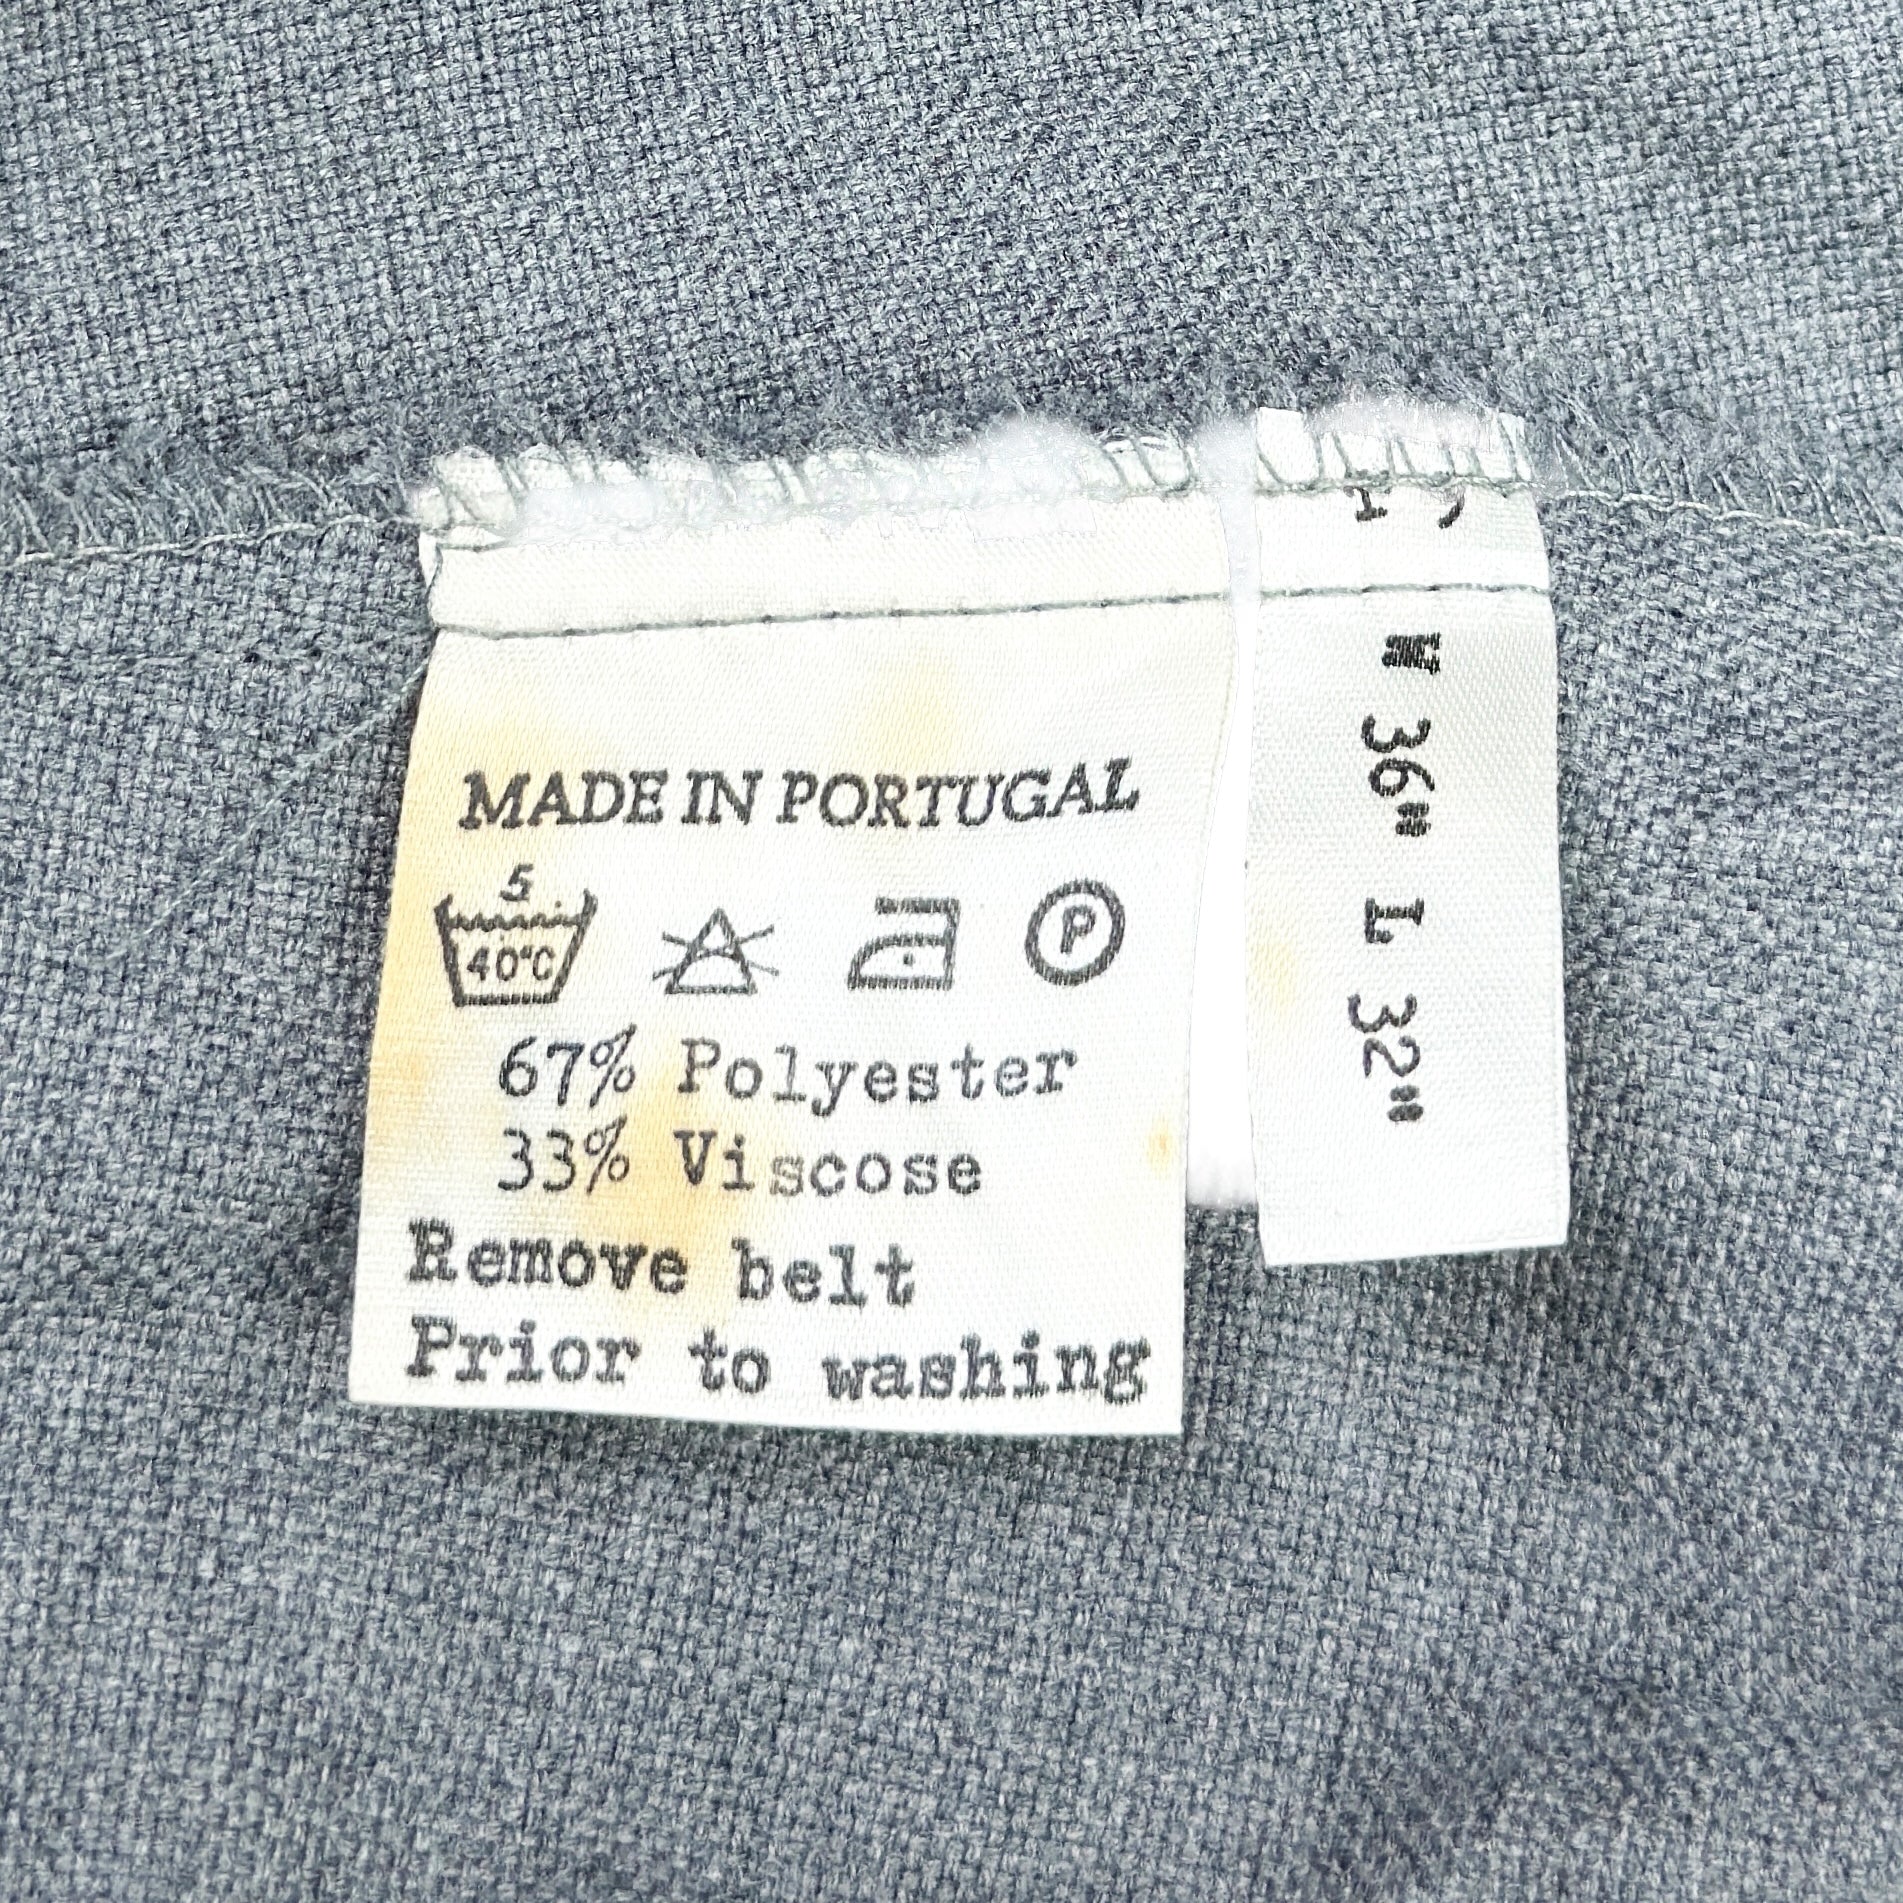 MADE IN PORTUGAL
5
40°C
P
67% Polyester
33% Viscose
Remove belt
Prior to washing
W 36" L 32"